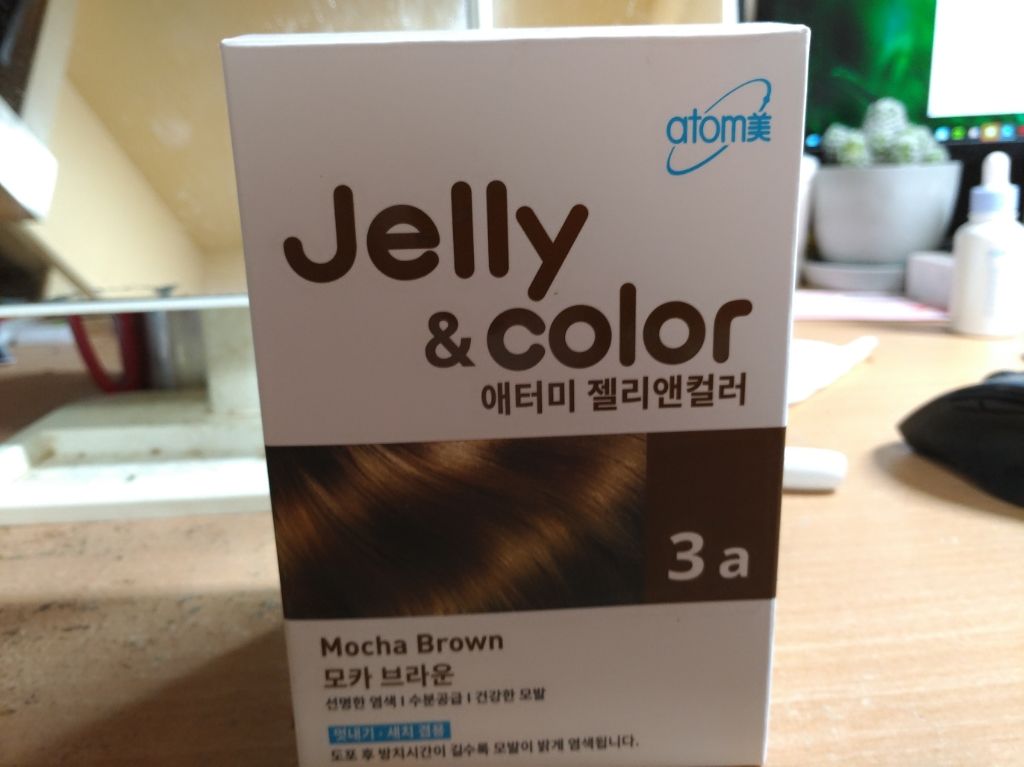 atom美
Jelly
&color
애터미 젤리앤컬러
3a
Mocha Brown
모카 브라운
선명한 염색 I 수분공급 I 건강한 모발
멋내기 · 새치 겸용
도포 후 방치시간이 길수록 모발이 밝게 염색됩니다.